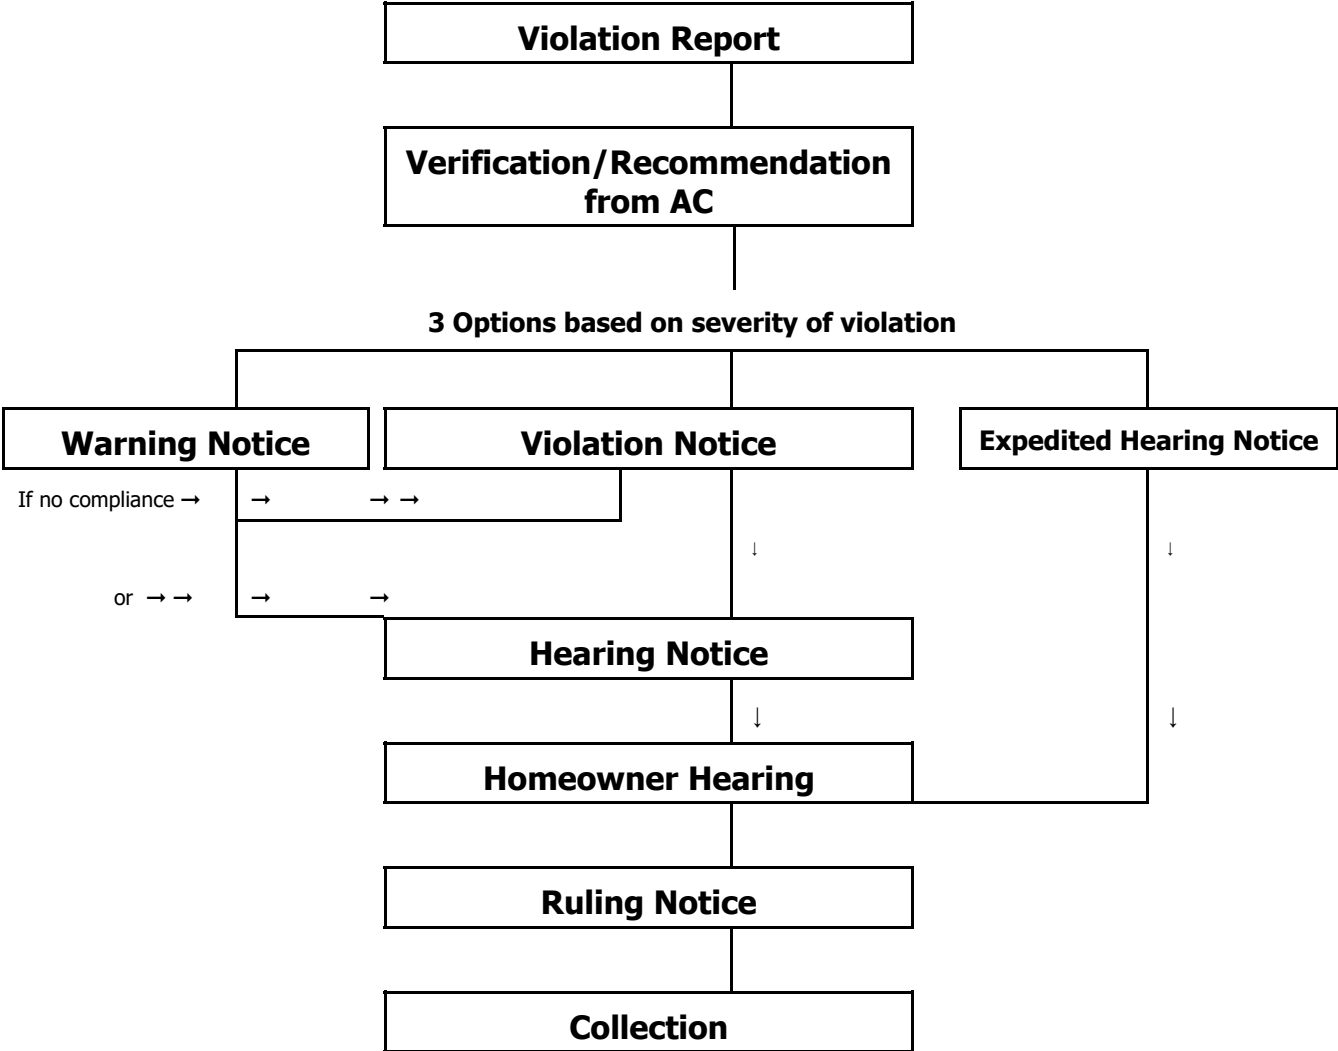 Violation Report
Verification/Recommendation
from AC
3 Options based on severity of violation
Warning Notice
Violation Notice
Expedited Hearing Notice
If no compliance → → → →
↓ ↓
or → → → →
Hearing Notice
↓ ↓
Homeowner Hearing
Ruling Notice
Collection